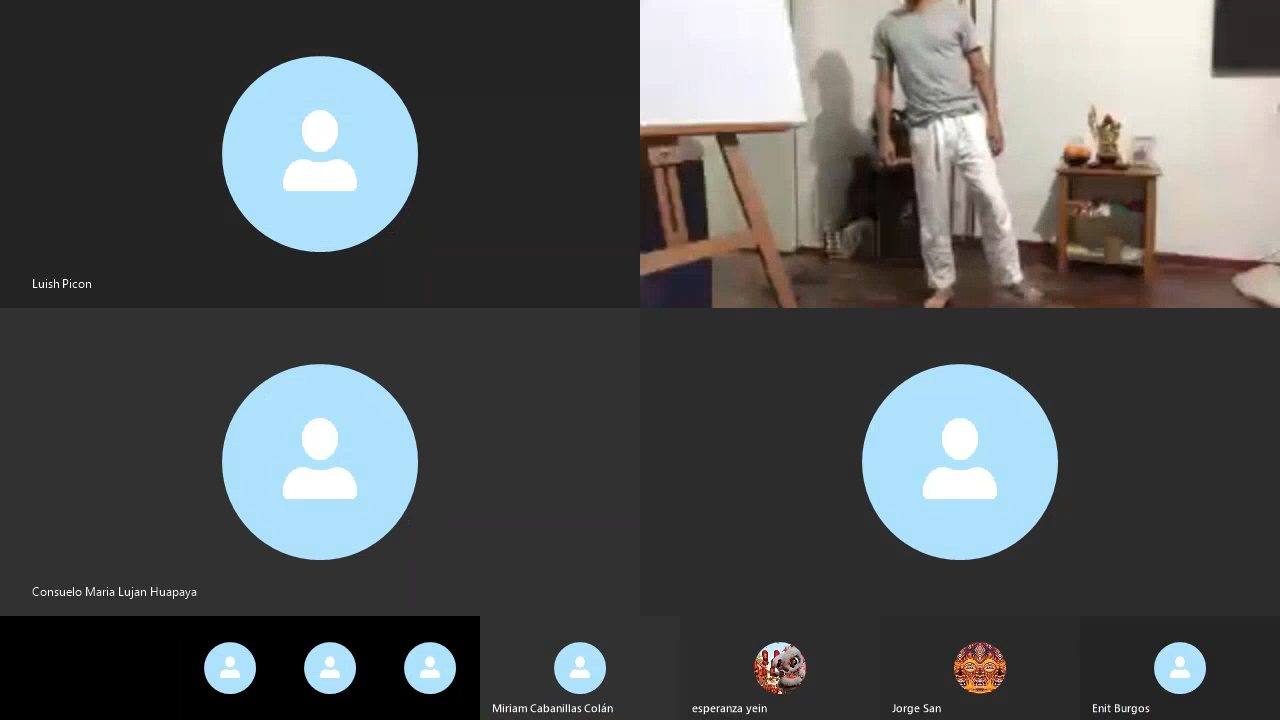 Luish Picon
Consuelo Maria Lujan Huapaya
Miriam Cabanillas Colán
esperanza yein
Jorge San
Enit Burgos